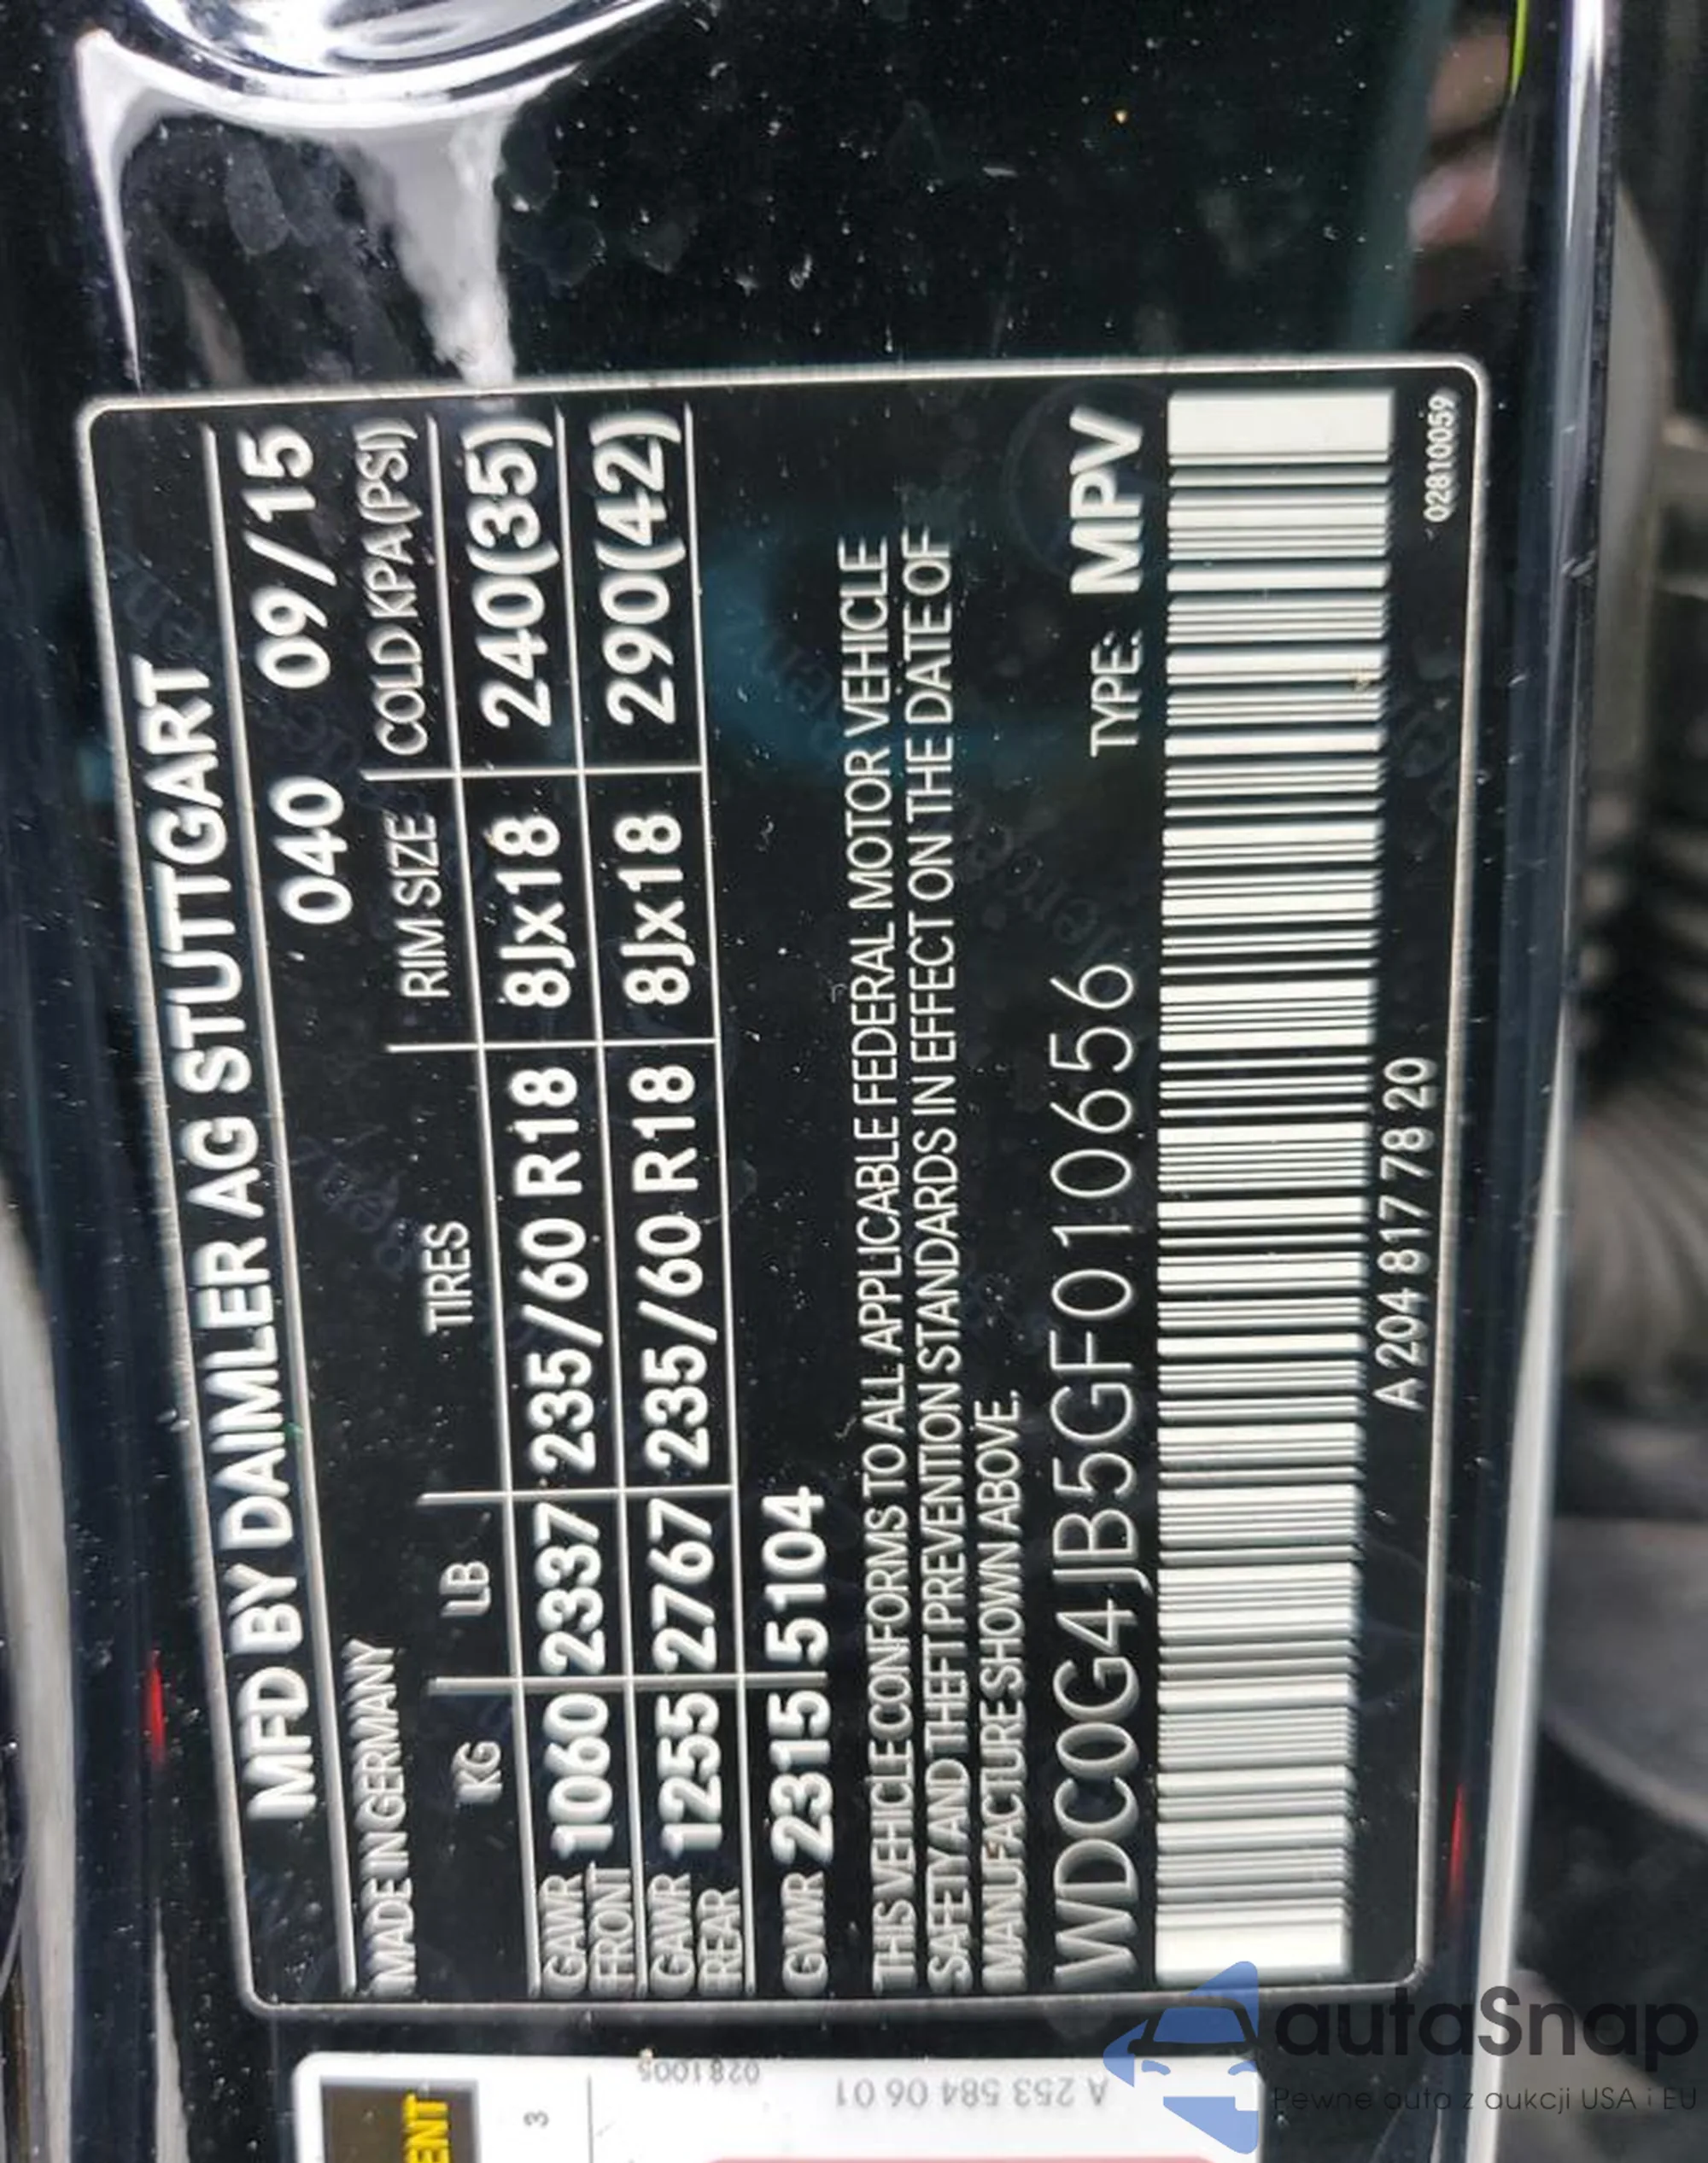 MFD BY DAIMLER AG STUTTGART
MADE IN GERMANY 040 09/15
KG LB TIRES RIM SIZE COLD KPA(PSI)
GAWR FRONT 1060 2337 235/60 R18 8Jx18 240(35)
GAWR REAR 1255 2767 235/60 R18 8Jx18 290(42)
GVWR 2315 5104
THIS VEHICLE CONFORMS TO ALL APPLICABLE FEDERAL MOTOR VEHICLE
SAFETY AND THEFT PREVENTION STANDARDS IN EFFECT ON THE DATE OF
MANUFACTURE SHOWN ABOVE.
WDC0G4JB5GF010656 TYPE: MPV
A 204 817 78 20
02810059
A 253 584 06 01
0281005
3
ENT
autaSnap
Pewne auto z aukcji USA i EU